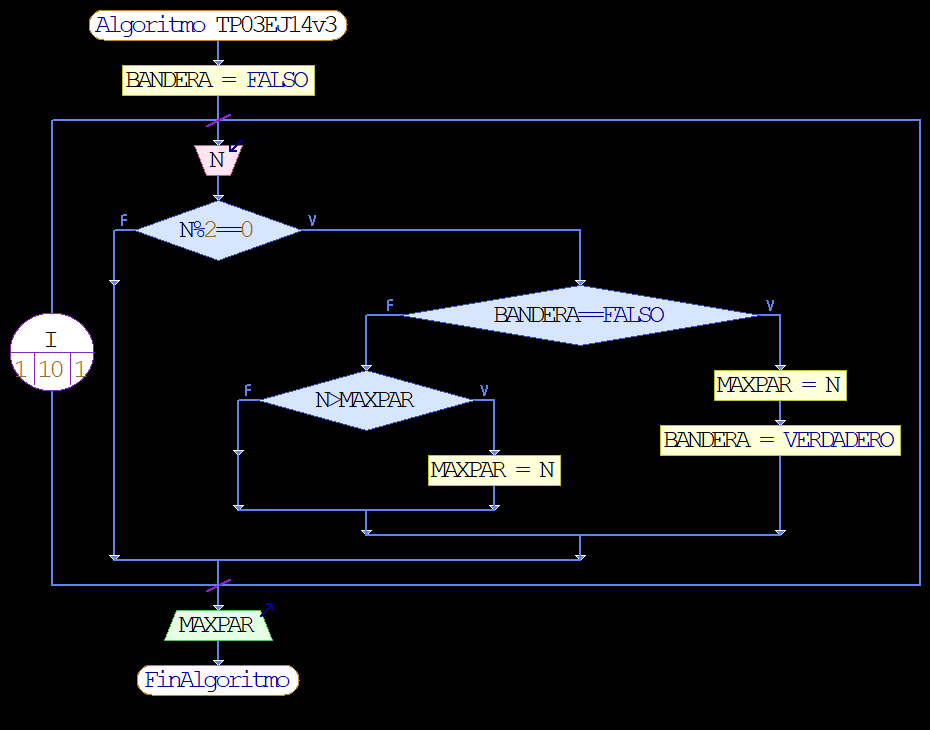 Algoritmo TP03EJ14v3
BANDERA = FALSO
N
F N%2==0 V
F BANDERA==FALSO V
I
1 10 1
F N>MAXPAR V
MAXPAR = N
BANDERA = VERDADERO
MAXPAR = N
MAXPAR
FinAlgoritmo